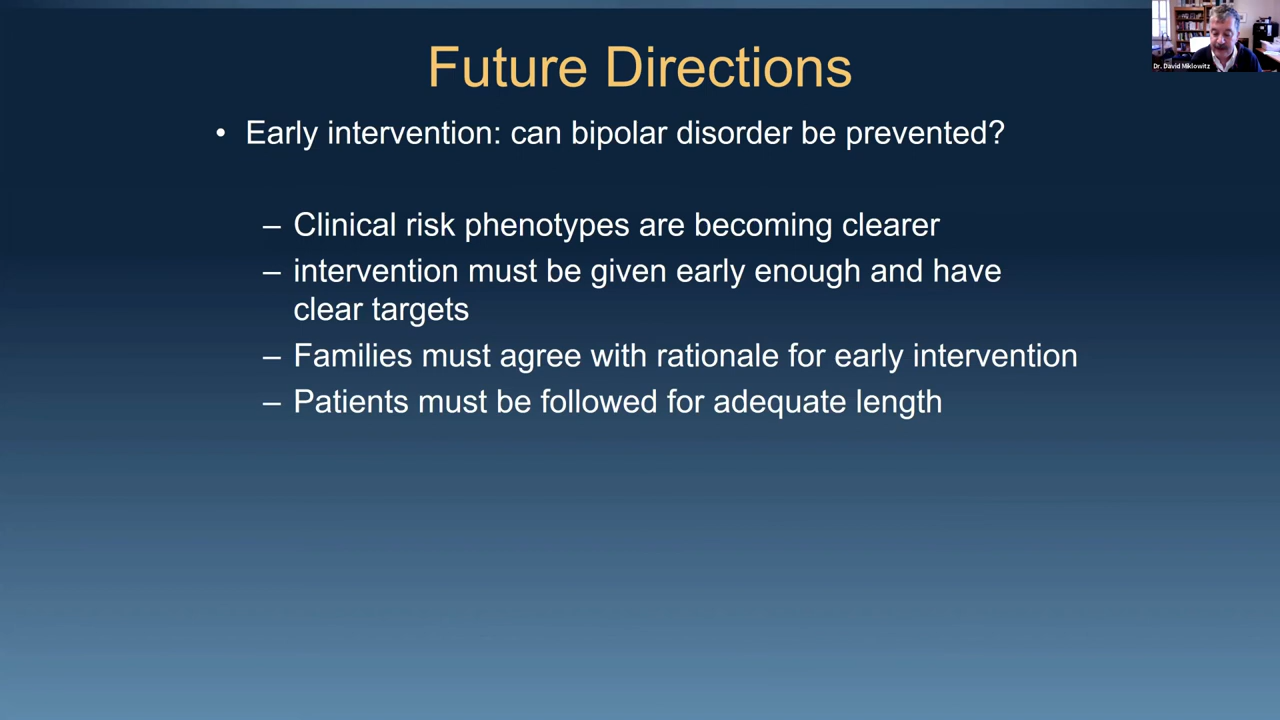 Future Directions
• Early intervention: can bipolar disorder be prevented?
– Clinical risk phenotypes are becoming clearer
– intervention must be given early enough and have
clear targets
– Families must agree with rationale for early intervention
– Patients must be followed for adequate length
Dr. David Miklowitz